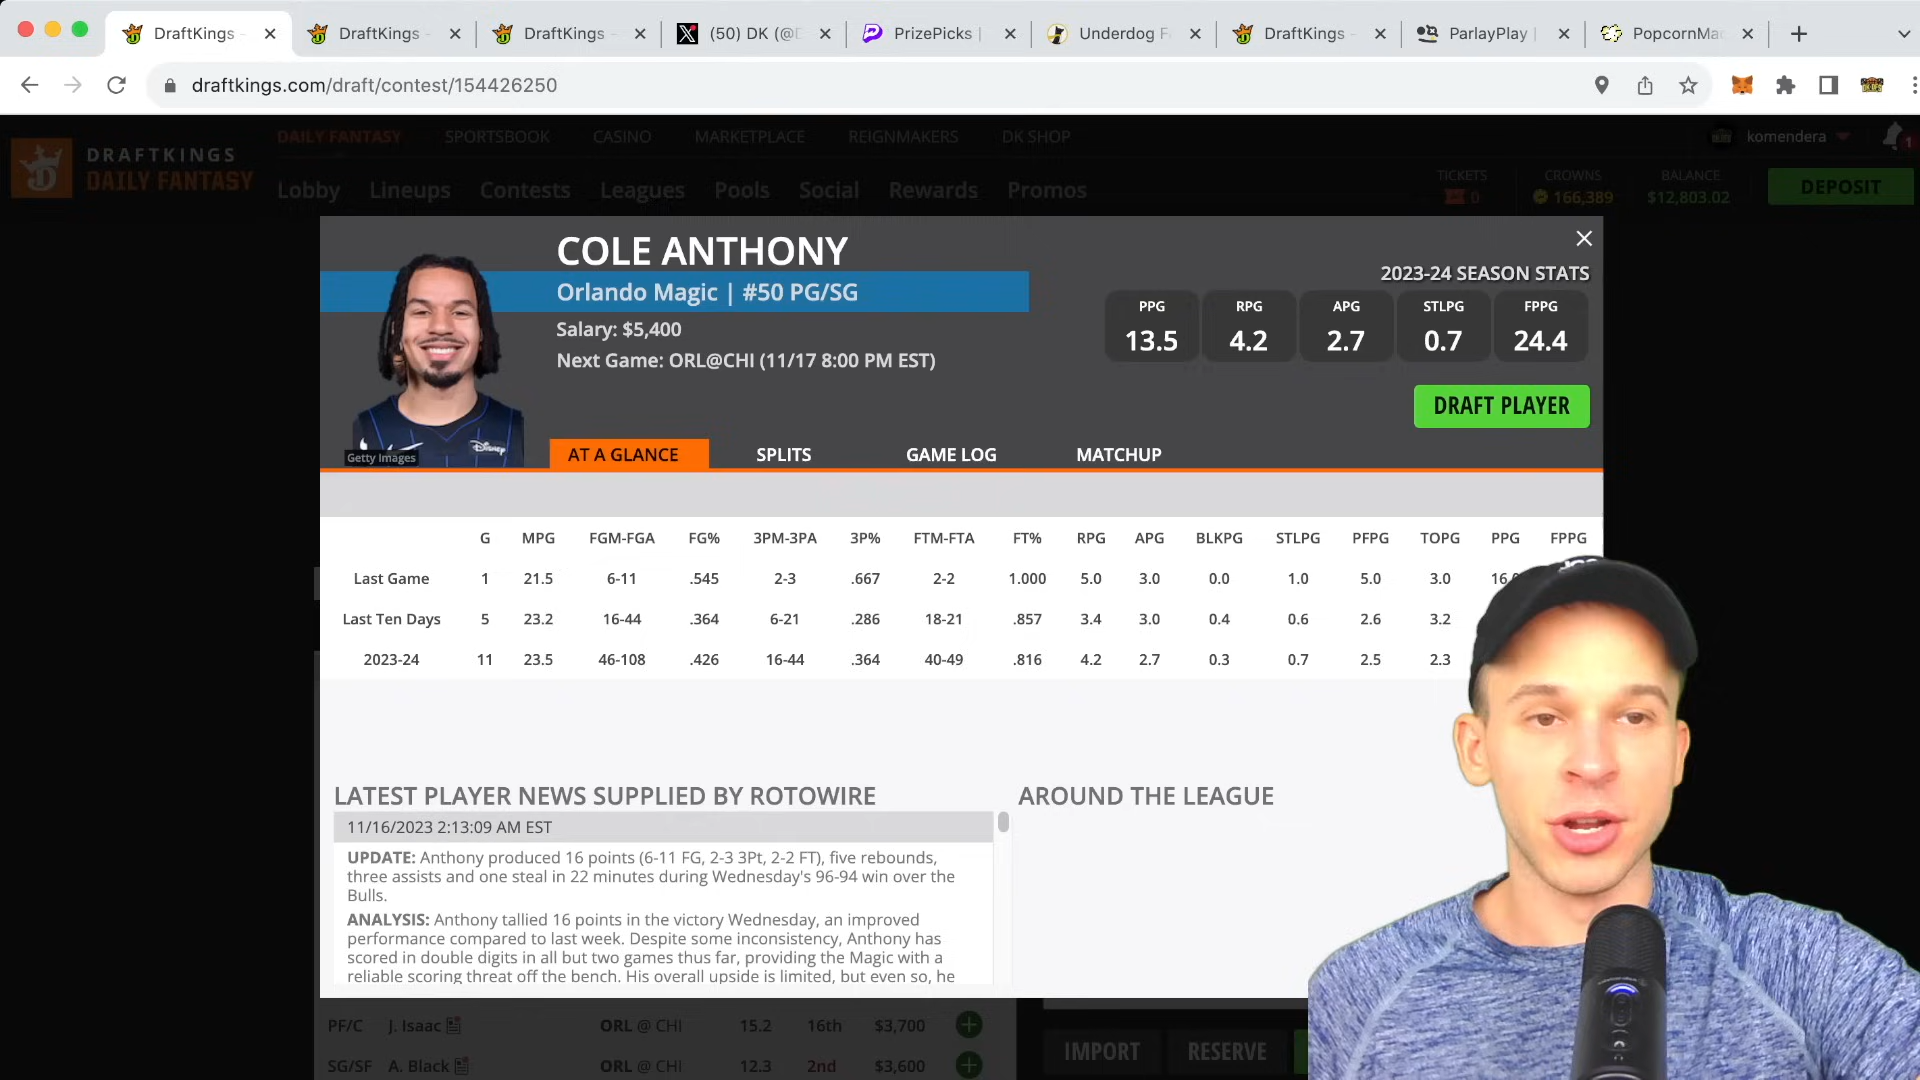 DraftKings -
DraftKings -
DraftKings -
(50) DK (@D
PrizePicks |
Underdog F
DraftKings -
ParlayPlay |
PopcornMa
draftkings.com/draft/contest/154426250
DRAFTKINGS
DAILY FANTASY
DAILY FANTASY SPORTSBOOK CASINO MARKETPLACE REIGNMAKERS DK SHOP
komendera
1
Lobby Lineups Contests Leagues Pools Social Rewards Promos
TICKETS
0
CROWNS
166,389
BALANCE
$12,803.02
DEPOSIT
COLE ANTHONY
Orlando Magic | #50 PG/SG
Salary: $5,400
Next Game: ORL@CHI (11/17 8:00 PM EST)
2023-24 SEASON STATS
PPG RPG APG STLPG FPPG
13.5 4.2 2.7 0.7 24.4
DRAFT PLAYER
Disney
Getty Images
AT A GLANCE SPLITS GAME LOG MATCHUP
G MPG FGM-FGA FG% 3PM-3PA 3P% FTM-FTA FT% RPG APG BLKPG STLPG PFPG TOPG PPG FPPG
Last Game 1 21.5 6-11 .545 2-3 .667 2-2 1.000 5.0 3.0 0.0 1.0 5.0 3.0 16.0
Last Ten Days 5 23.2 16-44 .364 6-21 .286 18-21 .857 3.4 3.0 0.4 0.6 2.6 3.2
2023-24 11 23.5 46-108 .426 16-44 .364 40-49 .816 4.2 2.7 0.3 0.7 2.5 2.3
LATEST PLAYER NEWS SUPPLIED BY ROTOWIRE
11/16/2023 2:13:09 AM EST
UPDATE: Anthony produced 16 points (6-11 FG, 2-3 3Pt, 2-2 FT), five rebounds,
three assists and one steal in 22 minutes during Wednesday's 96-94 win over the
Bulls.
ANALYSIS: Anthony tallied 16 points in the victory Wednesday, an improved
performance compared to last week. Despite some inconsistency, Anthony has
scored in double digits in all but two games thus far, providing the Magic with a
reliable scoring threat off the bench. His overall upside is limited, but even so, he
AROUND THE LEAGUE
PF/C J. Isaac ORL @ CHI 15.2 16th $3,700
SG/SF A. Black ORL @ CHI 12.3 2nd $3,600
IMPORT RESERVE